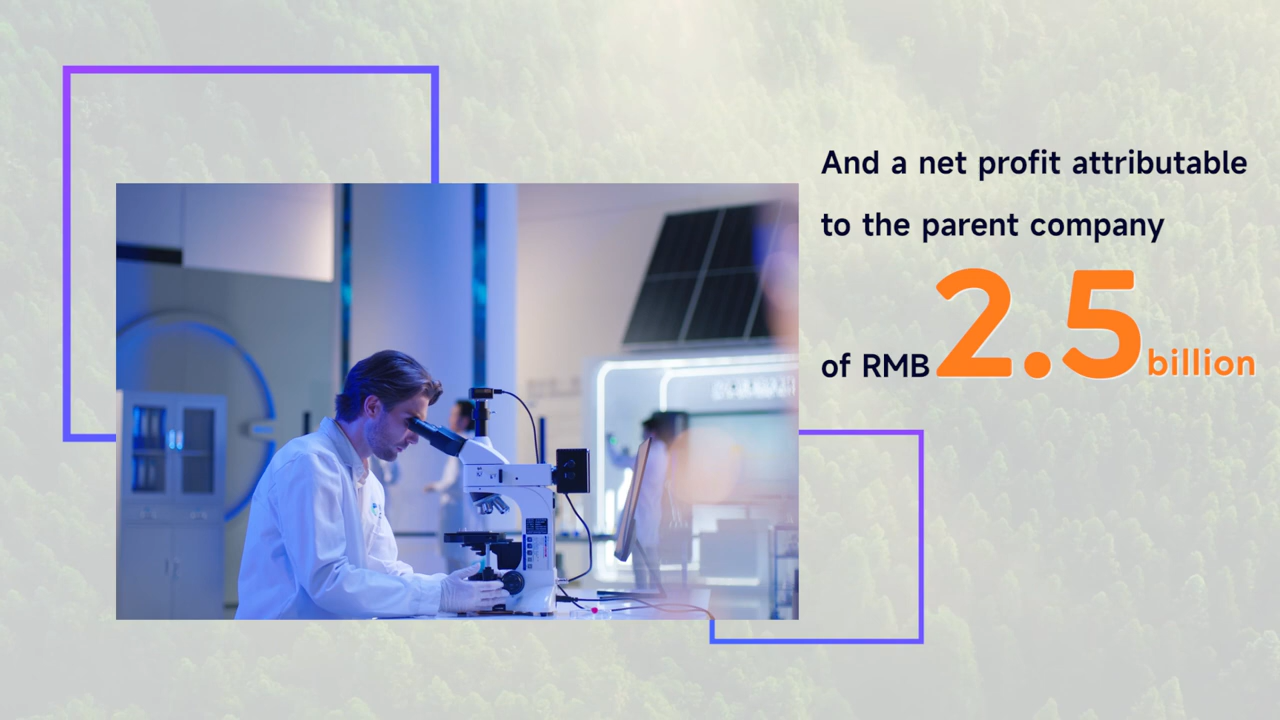 And a net profit attributable
to the parent company
of RMB 2.5 billion